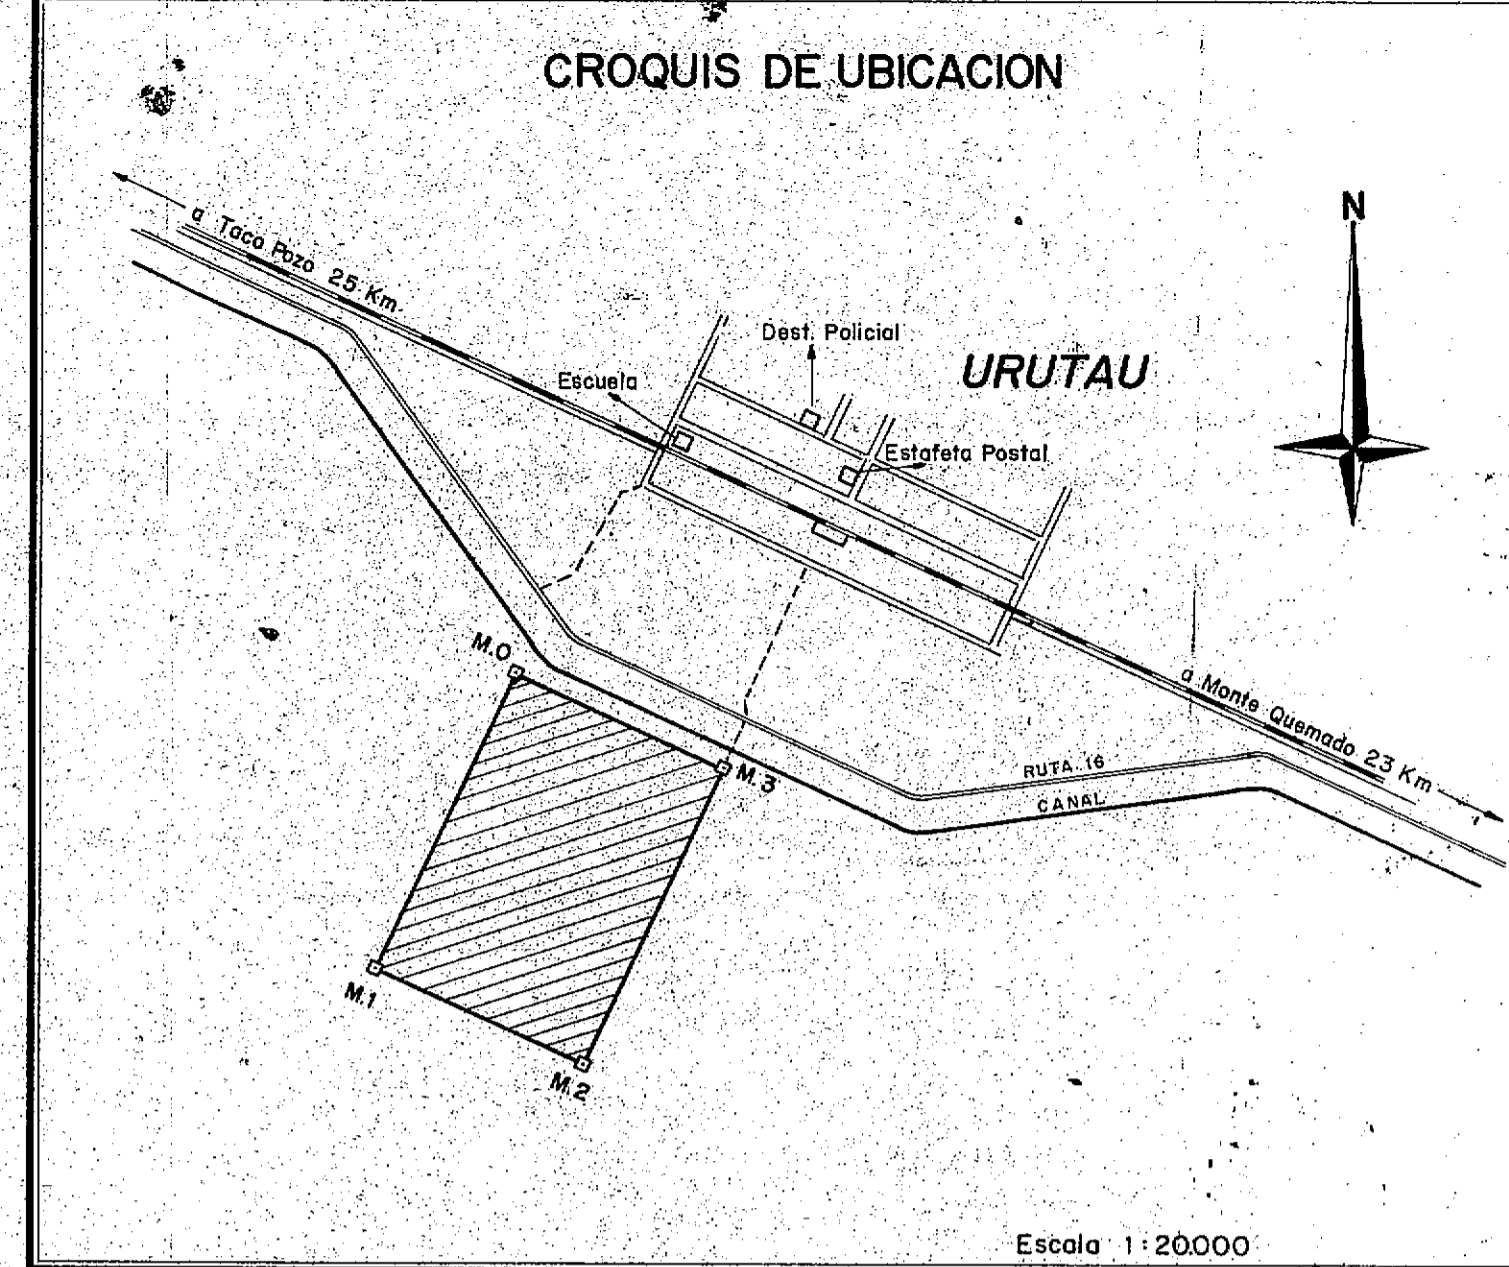 CROQUIS DE UBICACION
N
a Taco Pozo 25 Km.
Dest. Policial
URUTAU
Escuela
Estafeta Postal
M.0
a Monte Quemado 23 Km
M.3
RUTA 16
CANAL
M.1
M.2
Escala 1:20.000